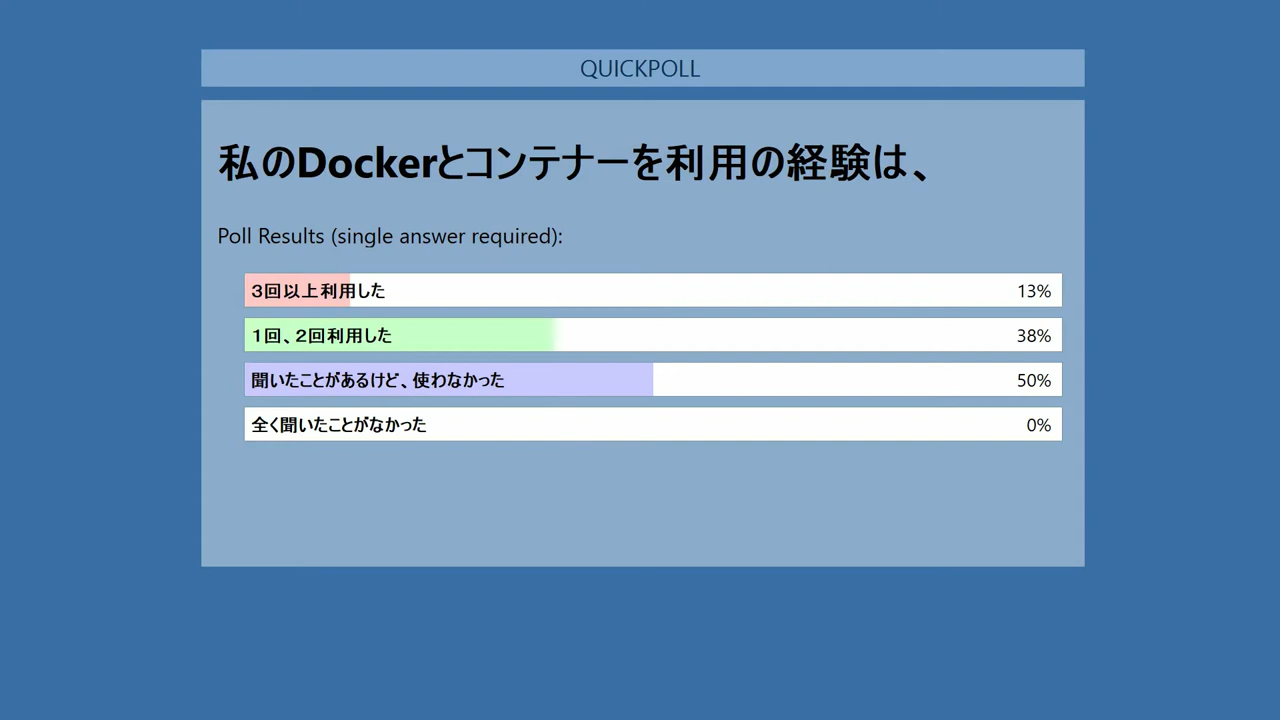 QUICKPOLL
私のDockerとコンテナーを利用の経験は、
Poll Results (single answer required):
３回以上利用した 13%
１回、２回利用した 38%
聞いたことがあるけど、使わなかった 50%
全く聞いたことがなかった 0%